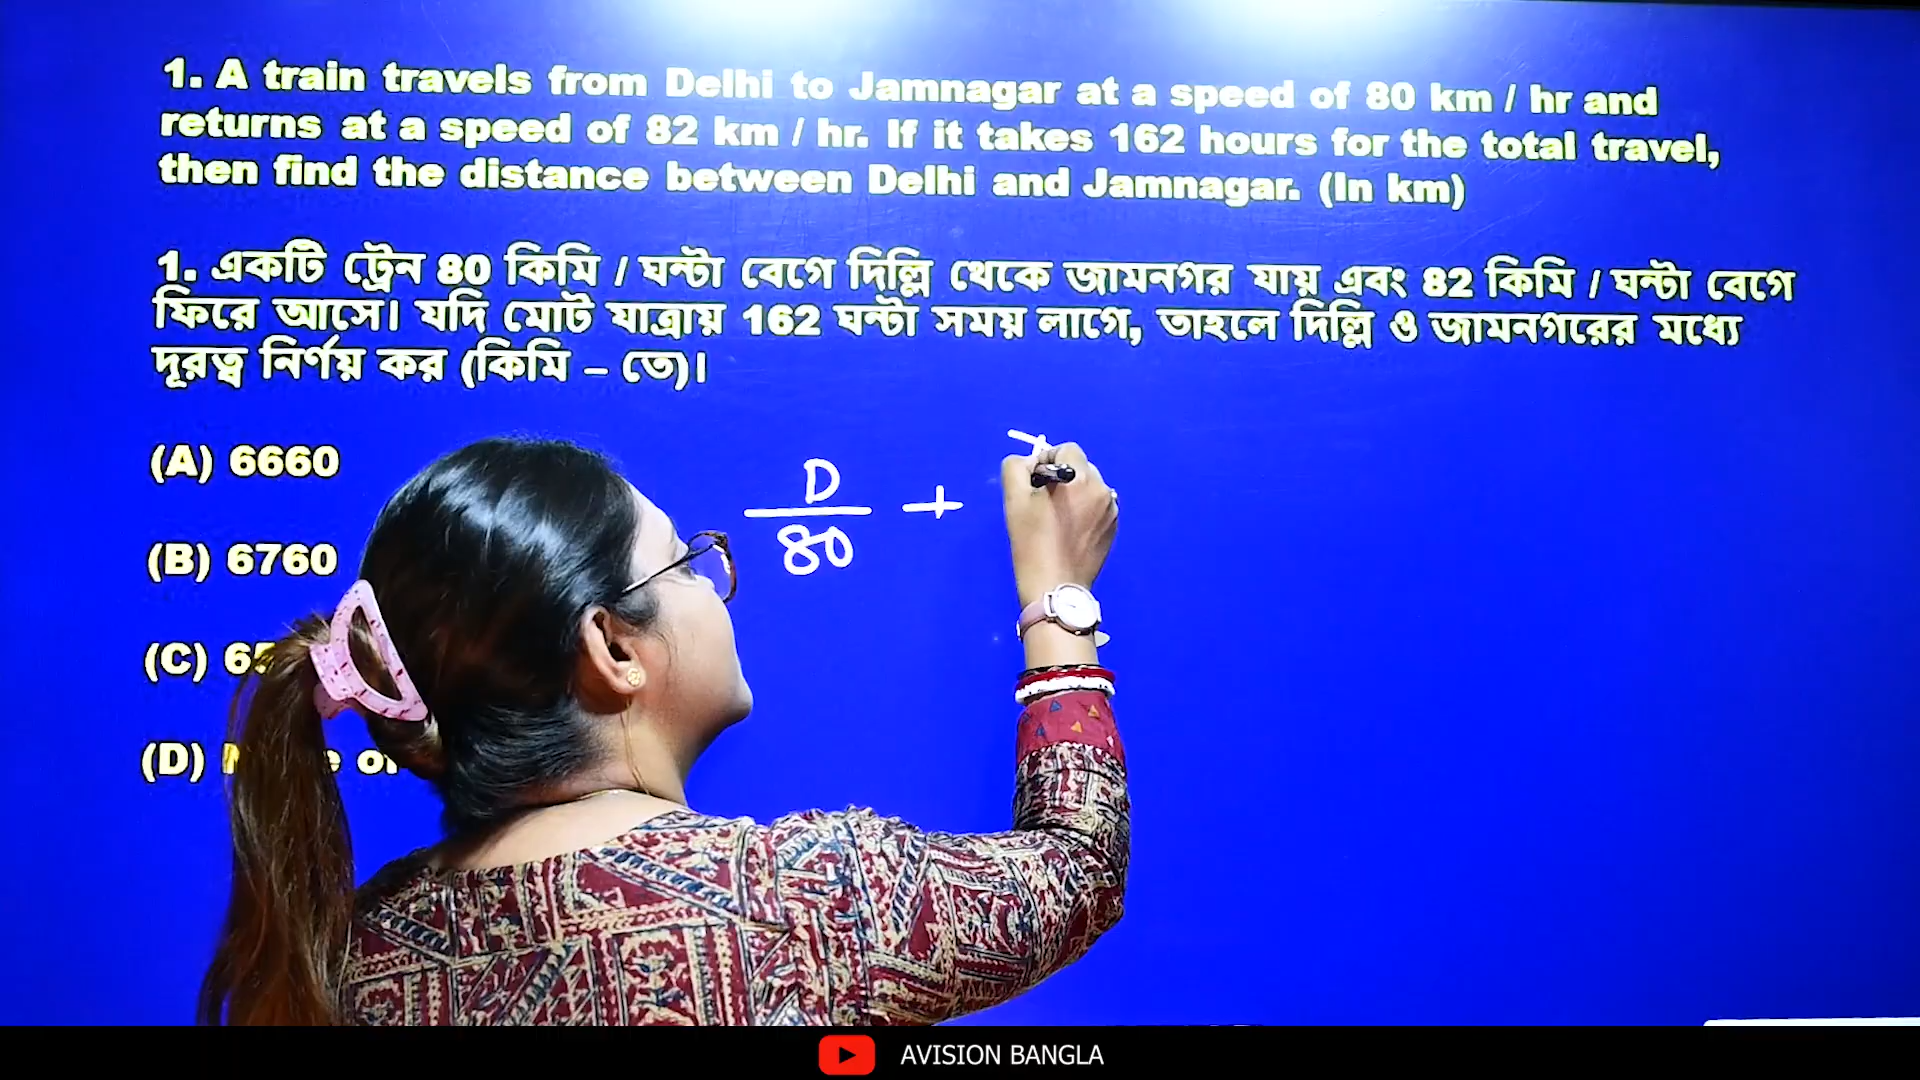 1. A train travels from Delhi to Jamnagar at a speed of 80 km / hr and
returns at a speed of 82 km / hr. If it takes 162 hours for the total travel,
then find the distance between Delhi and Jamnagar. (In km)
1. একটি ট্রেন 80 কিমি / ঘন্টা বেগে দিল্লি থেকে জামনগর যায় এবং 82 কিমি / ঘন্টা বেগে
ফিরে আসে। যদি মোট যাত্রায় 162 ঘন্টা সময় লাগে, তাহলে দিল্লি ও জামনগরের মধ্যে
দূরত্ব নির্ণয় কর (কিমি – তে)।
(A) 6660
(B) 6760
(C)
(D)
D
80
+
AVISION BANGLA